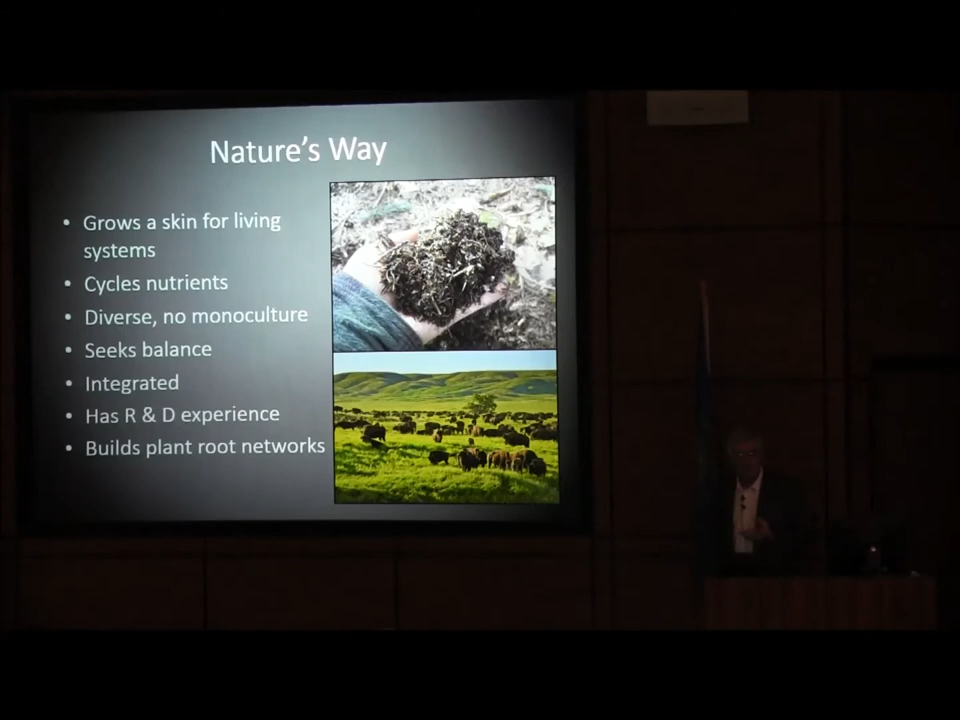 Nature's Way
• Grows a skin for living
systems
• Cycles nutrients
• Diverse, no monoculture
• Seeks balance
• Integrated
• Has R & D experience
• Builds plant root networks